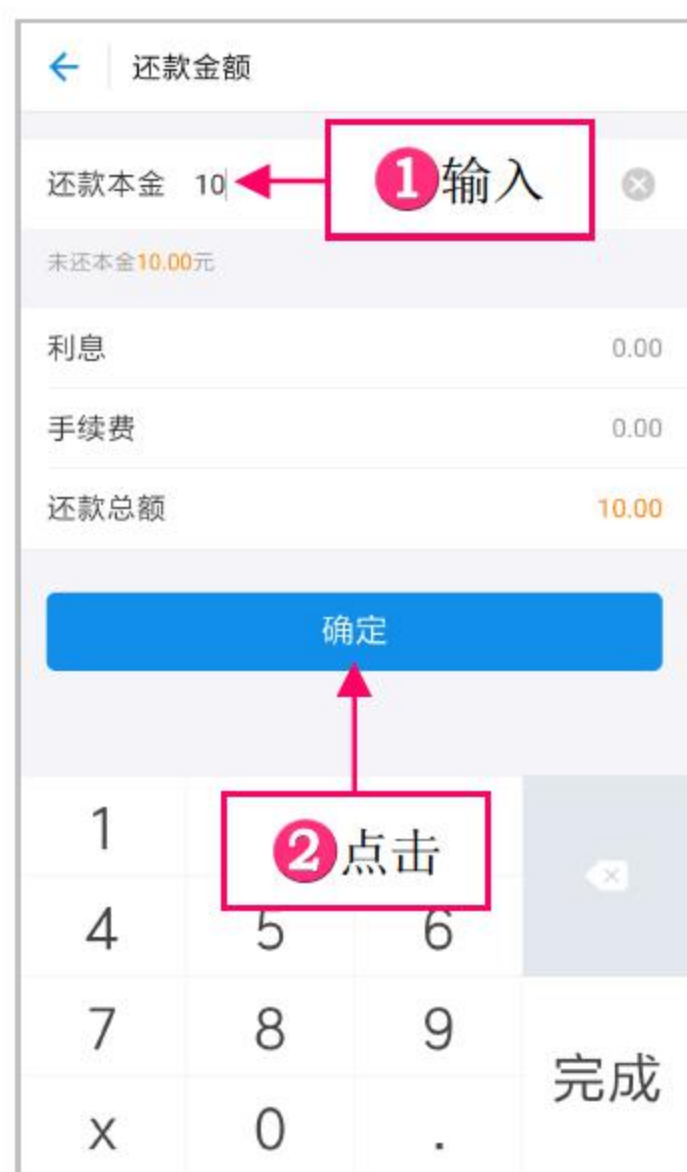 还款金额
还款本金 10 ❶输入
未还本金10.00元
利息 0.00
手续费 0.00
还款总额 10.00
确定
1
❷点击
4 5 6
7 8 9
完成
x 0 .